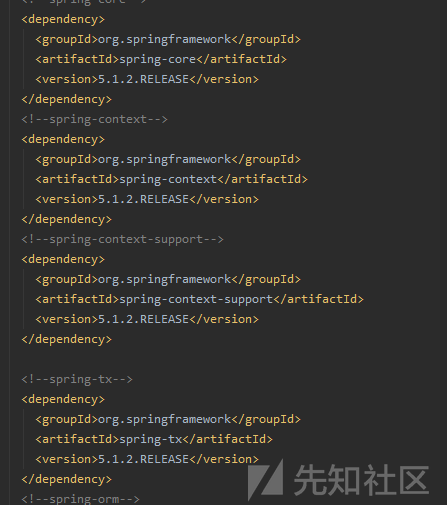 <!--spring-core-->
<dependency>
<groupId>org.springframework</groupId>
<artifactId>spring-core</artifactId>
<version>5.1.2.RELEASE</version>
</dependency>
<!--spring-context-->
<dependency>
<groupId>org.springframework</groupId>
<artifactId>spring-context</artifactId>
<version>5.1.2.RELEASE</version>
</dependency>
<!--spring-context-support-->
<dependency>
<groupId>org.springframework</groupId>
<artifactId>spring-context-support</artifactId>
<version>5.1.2.RELEASE</version>
</dependency>
<!--spring-tx-->
<dependency>
<groupId>org.springframework</groupId>
<artifactId>spring-tx</artifactId>
<version>5.1.2.RELEASE</version>
</dependency>
<!--spring-orm-->
先知社区